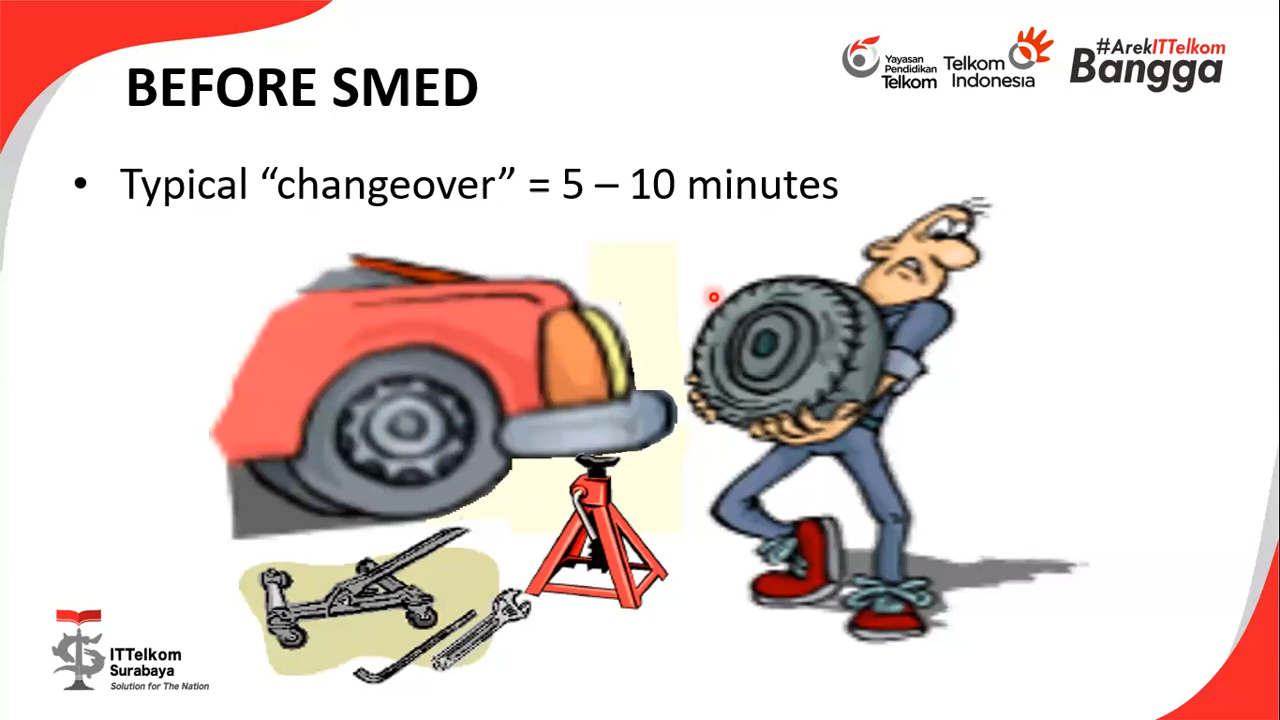 BEFORE SMED
Yayasan
Pendidikan
Telkom
Telkom
Indonesia
#ArekITTelkom
Bangga
• Typical “changeover” = 5 – 10 minutes
ITTelkom
Surabaya
Solution for The Nation